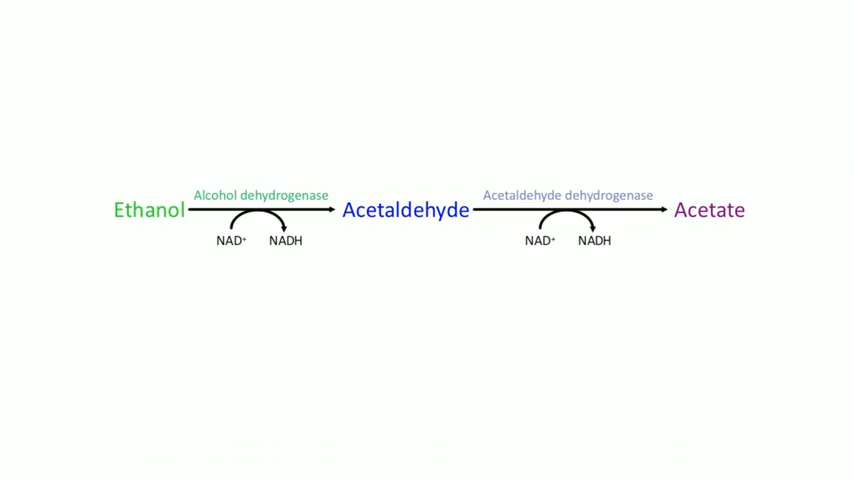 Alcohol dehydrogenase
Acetaldehyde dehydrogenase
Ethanol
Acetaldehyde
Acetate
NAD⁺
NADH
NAD⁺
NADH